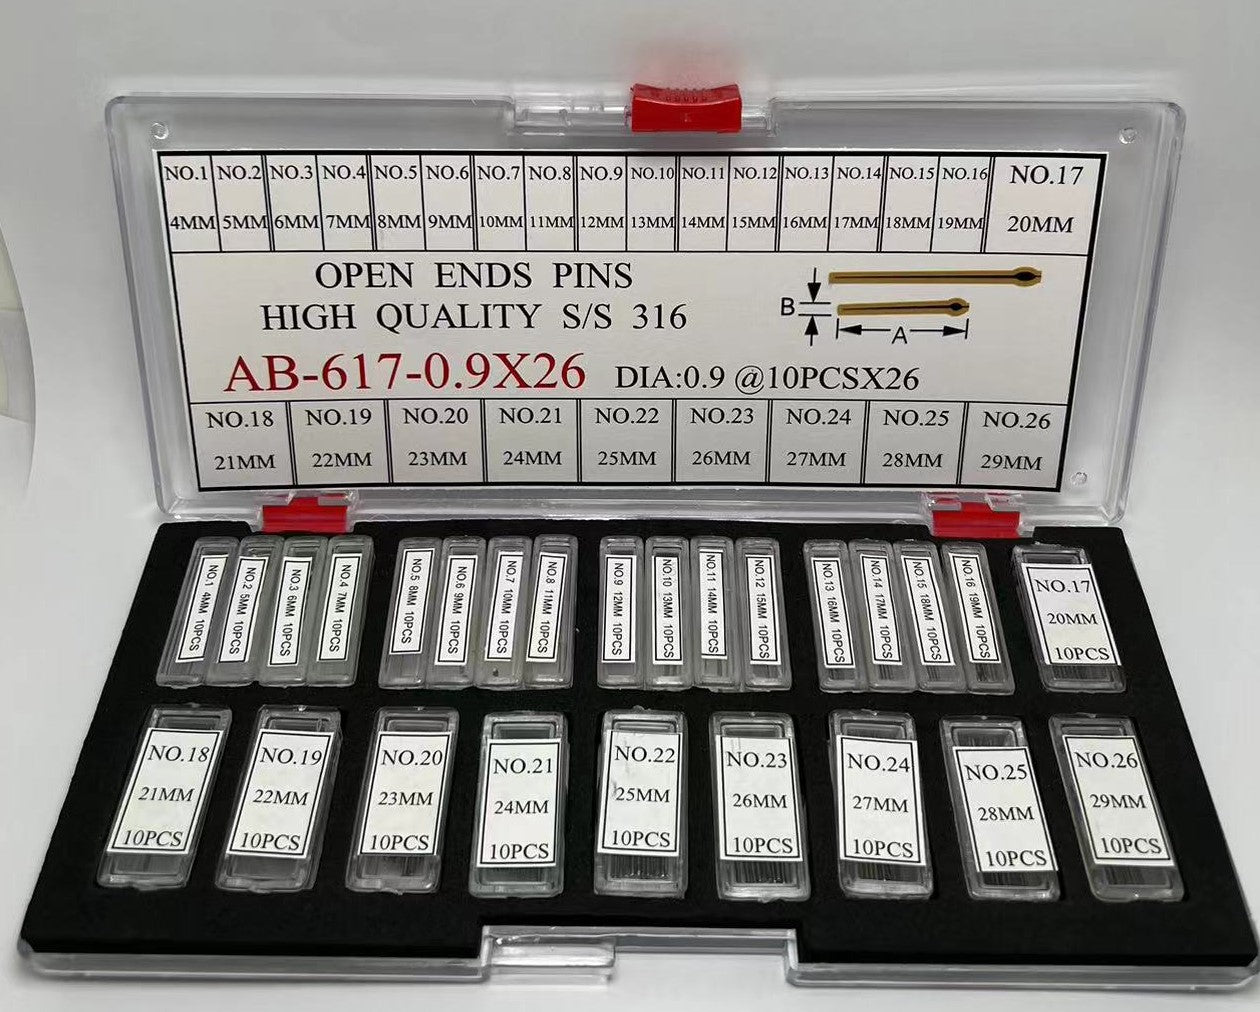 NO.1 NO.2 NO.3 NO.4 NO.5 NO.6 NO.7 NO.8 NO.9 NO.10 NO.11 NO.12 NO.13 NO.14 NO.15 NO.16 NO.17
4MM 5MM 6MM 7MM 8MM 9MM 10MM 11MM 12MM 13MM 14MM 15MM 16MM 17MM 18MM 19MM 20MM
OPEN ENDS PINS
HIGH QUALITY S/S 316
B
A
AB-617-0.9X26 DIA:0.9 @10PCSX26
NO.18 NO.19 NO.20 NO.21 NO.22 NO.23 NO.24 NO.25 NO.26
21MM 22MM 23MM 24MM 25MM 26MM 27MM 28MM 29MM
NO.1 4MM 10PCS
NO.2 5MM 10PCS
NO.3 6MM 10PCS
NO.4 7MM 10PCS
NO.5 8MM 10PCS
NO.6 9MM 10PCS
NO.7 10MM 10PCS
NO.8 11MM 10PCS
NO.9 12MM 10PCS
NO.10 13MM 10PCS
NO.11 14MM 10PCS
NO.12 15MM 10PCS
NO.13 16MM 10PCS
NO.14 17MM 10PCS
NO.15 18MM 10PCS
NO.16 19MM 10PCS
NO.17
20MM
10PCS
NO.18
21MM
10PCS
NO.19
22MM
10PCS
NO.20
23MM
10PCS
NO.21
24MM
10PCS
NO.22
25MM
10PCS
NO.23
26MM
10PCS
NO.24
27MM
10PCS
NO.25
28MM
10PCS
NO.26
29MM
10PCS